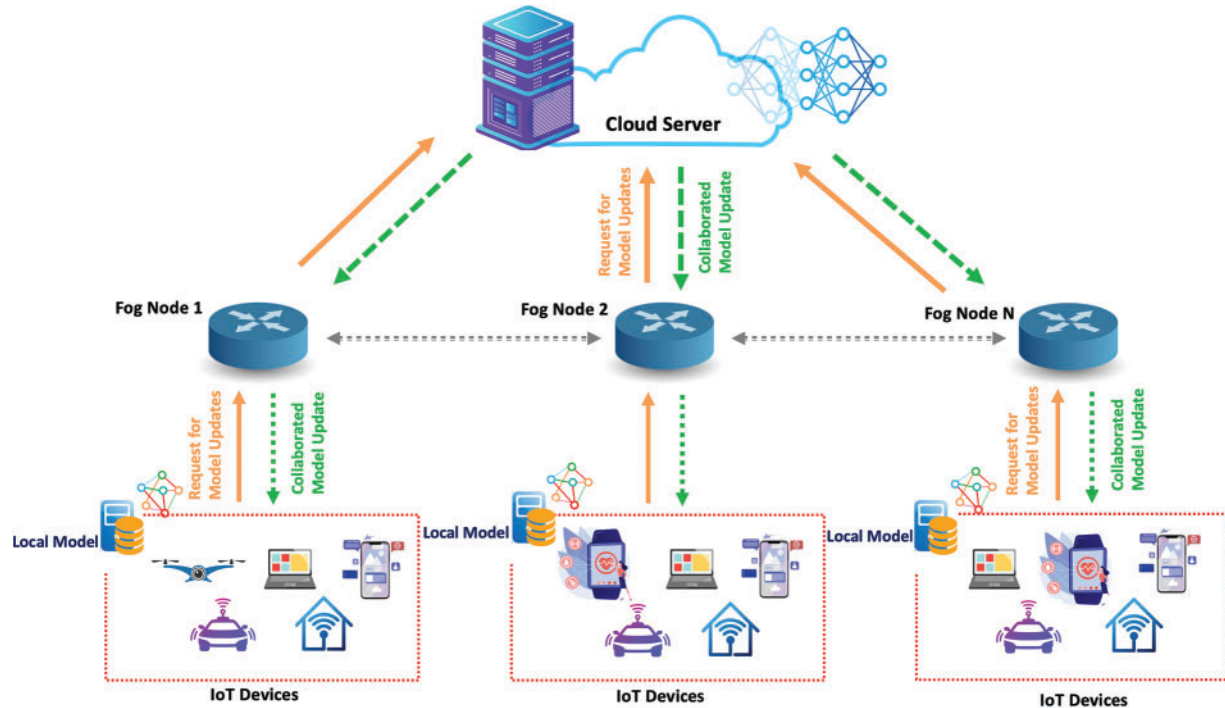 Cloud Server
Request for
Model Updates
Collaborated
Model Update
Fog Node 1
Fog Node 2
Fog Node N
Request for
Model Updates
Collaborated
Model Update
Request for
Model Updates
Collaborated
Model Update
Local Model
Local Model
Local Model
IoT Devices
IoT Devices
IoT Devices